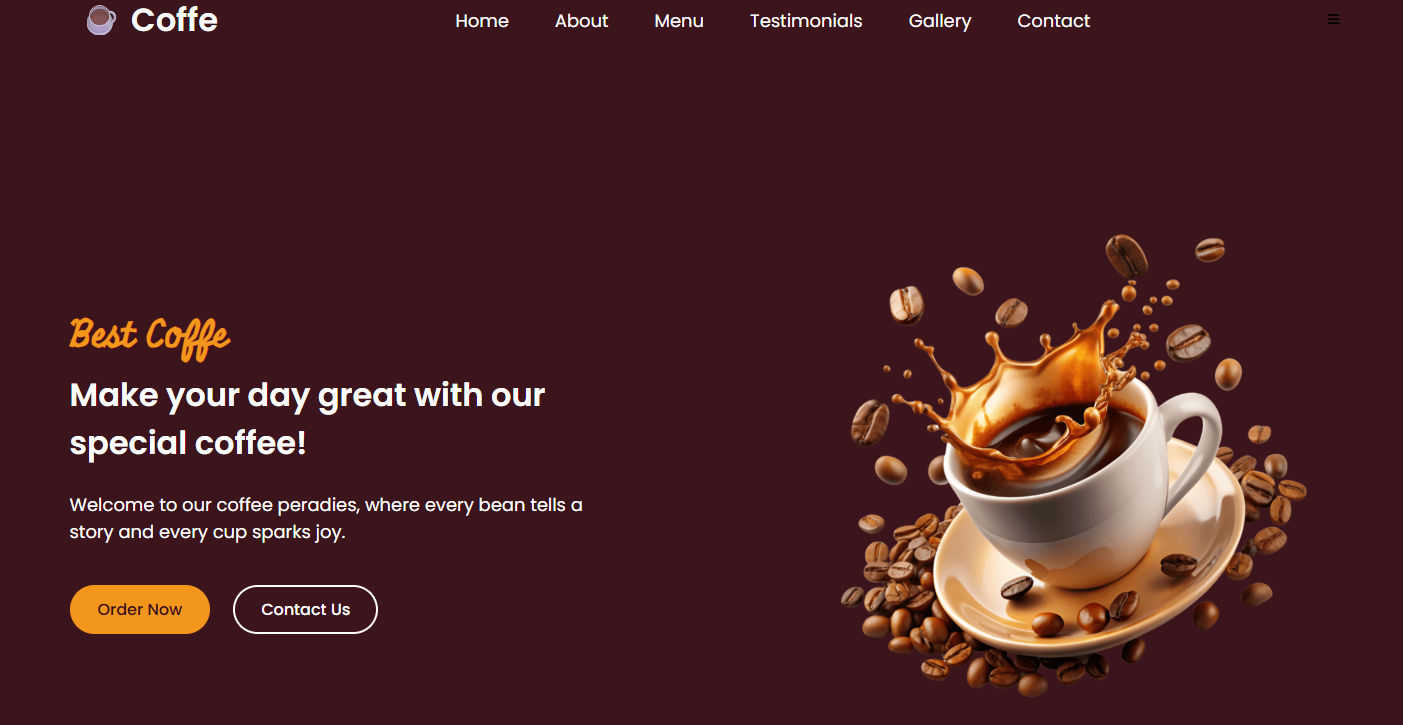 Coffe
Home About Menu Testimonials Gallery Contact
Best Coffe
Make your day great with our
special coffee!
Welcome to our coffee peradies, where every bean tells a
story and every cup sparks joy.
Order Now Contact Us